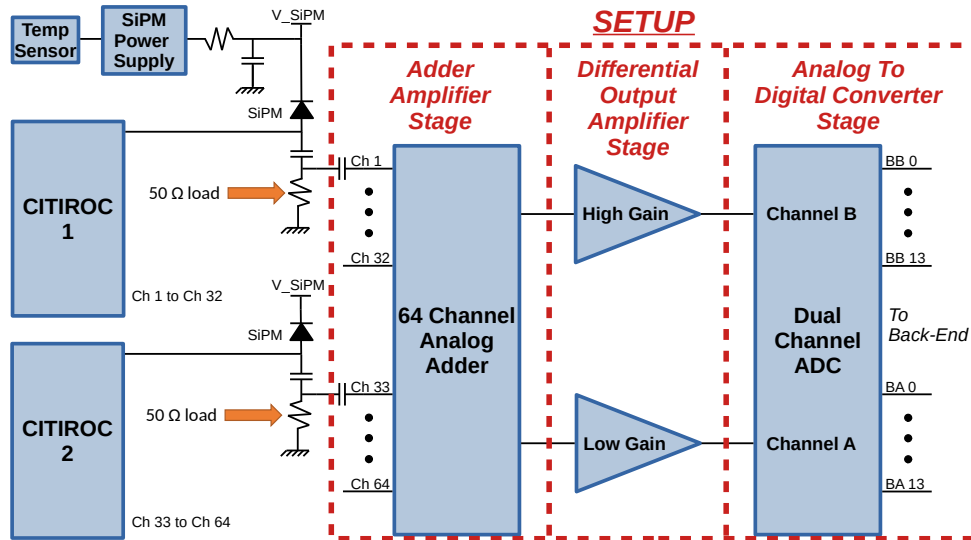 SETUP
Temp
Sensor
SiPM
Power
Supply
V_SiPM
SiPM
CITIROC
1
50 Ω load
Ch 1 to Ch 32
V_SiPM
SiPM
CITIROC
2
50 Ω load
Ch 33 to Ch 64
Adder
Amplifier
Stage
Ch 1
Ch 32
Ch 33
Ch 64
64 Channel
Analog
Adder
Differential
Output
Amplifier
Stage
High Gain
Low Gain
Analog To
Digital Converter
Stage
Channel B
Dual
Channel
ADC
Channel A
BB 0
BB 13
To
Back-End
BA 0
BA 13